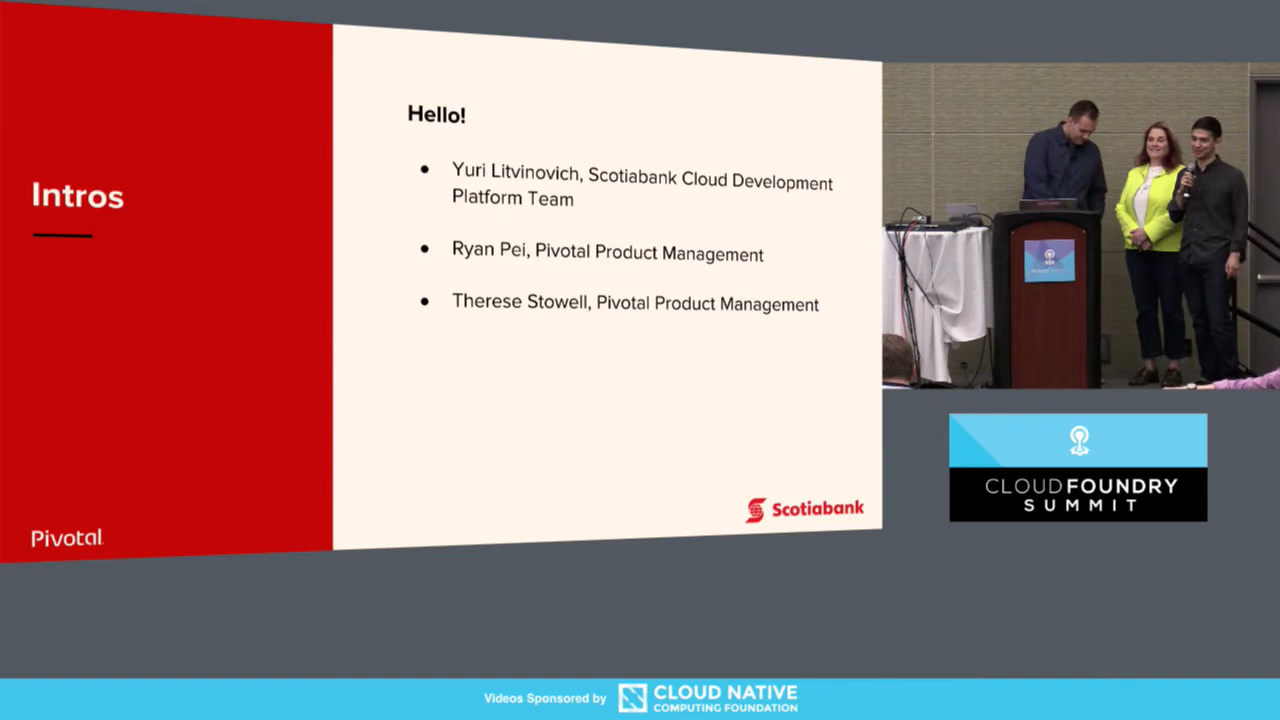 Intros
Hello!
● Yuri Litvinovich, Scotiabank Cloud Development
Platform Team
● Ryan Pei, Pivotal Product Management
● Therese Stowell, Pivotal Product Management
Scotiabank
Pivotal
CLOUD FOUNDRY
SUMMIT
Videos Sponsored by
CLOUD NATIVE
COMPUTING FOUNDATION